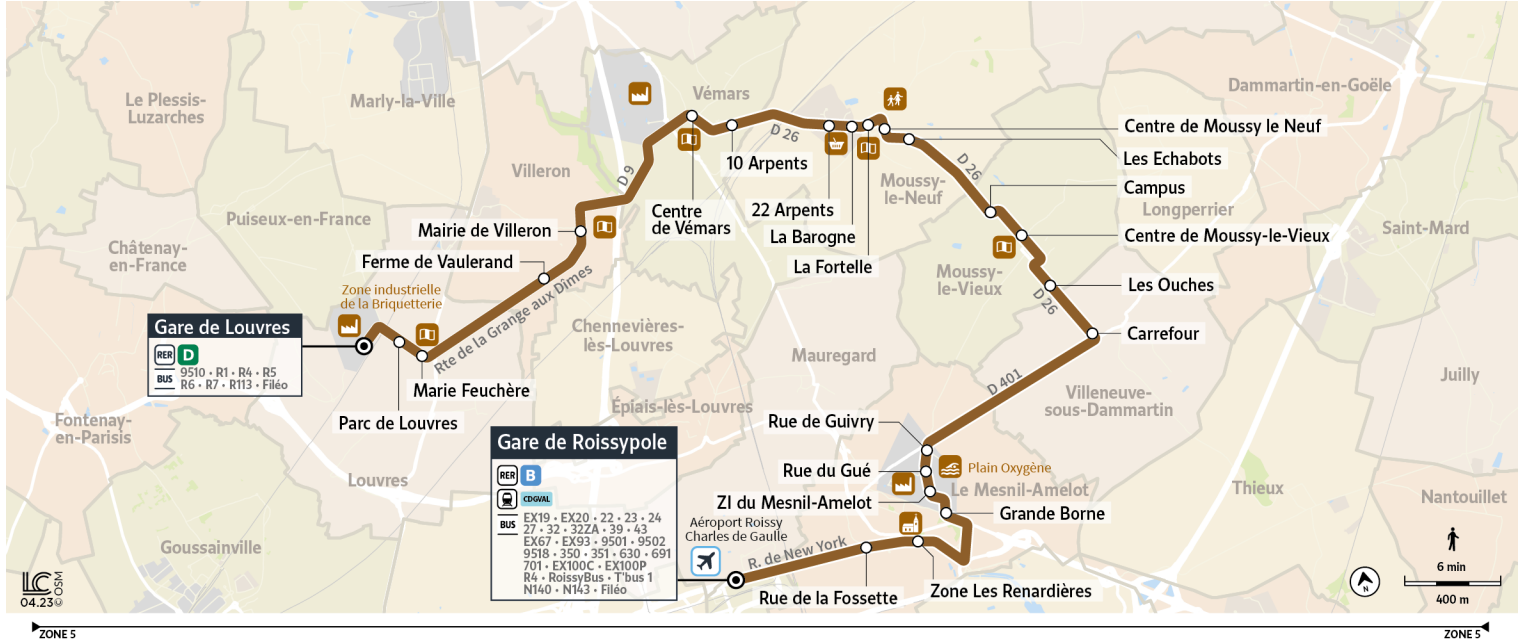 Dammartin-en-Goële
Le Plessis-
Luzarches
Marly-la-Ville
Vémars
Centre de Moussy le Neuf
D 26
10 Arpents
Les Echabots
Villeron
D 9
D 26
Moussy-
le-Neuf
Campus
Longperrier
Puiseux-en-France
Centre
de Vémars
22 Arpents
Mairie de Villeron
La Barogne
Centre de Moussy-le-Vieux
Saint-Mard
Châtenay-
en-France
Ferme de Vaulerand
La Fortelle
Moussy-
le-Vieux
Les Ouches
D 26
Zone industrielle
de la Briquetterie
Rte de la Grange aux Dîmes
Gare de Louvres
RER D
BUS
9510 • R1 • R4 • R5
R6 • R7 • R113 • Filéo
Chennevières-
lès-Louvres
Mauregard
Carrefour
Marie Feuchère
Parc de Louvres
D 401
Juilly
Villeneuve-
sous-Dammartin
Épiais-lès-Louvres
Fontenay-
en-Parisis
Rue de Guivry
Gare de Roissypole
RER B
CDGVAL
BUS
EX19 • EX20 • 22 • 23 • 24
27 • 32 • 32ZA • 39 • 43
EX67 • EX93 • 9501 • 9502
9518 • 350 • 351 • 630 • 691
701 • EX100C • EX100P
R4 • RoissyBus • T'bus 1
N140 • N143 • Filéo
Louvres
Rue du Gué
Plain Oxygène
ZI du Mesnil-Amelot
Le Mesnil-Amelot
Thieux
Nantouillet
Grande Borne
Aéroport Roissy
Charles de Gaulle
R. de New York
Goussainville
Zone Les Renardières
Rue de la Fossette
6 min
400 m
N
LC
04.23 © OSM
ZONE 5
ZONE 5